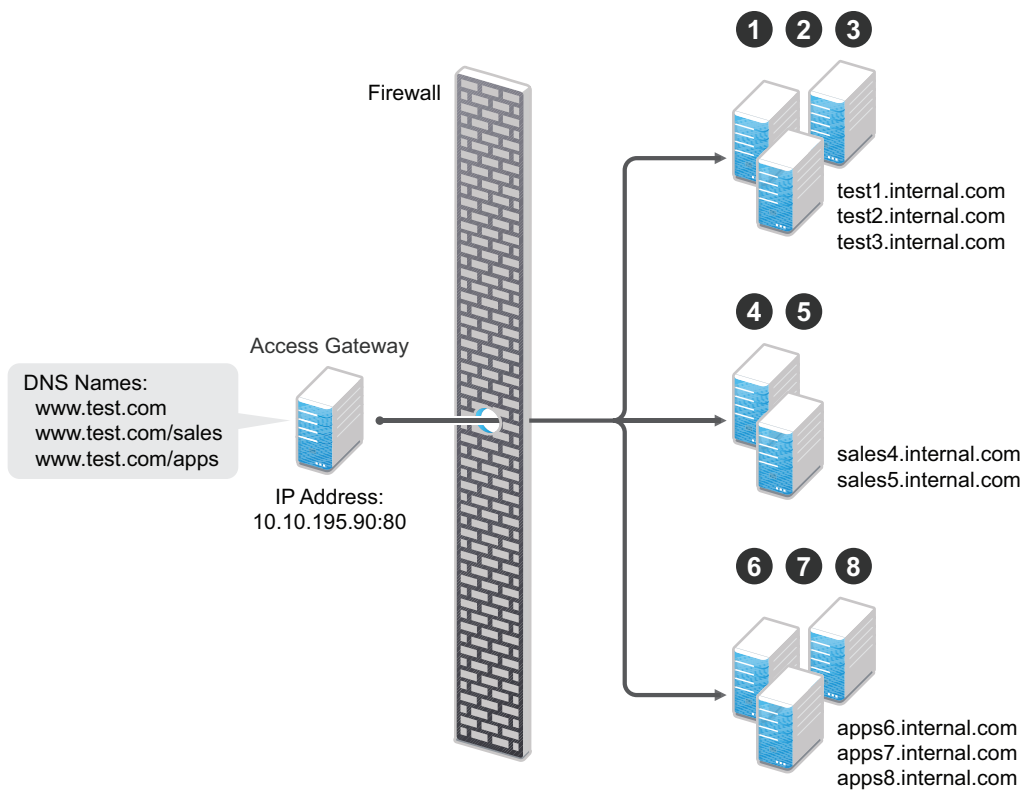 1 2 3
Firewall
test1.internal.com
test2.internal.com
test3.internal.com
4 5
Access Gateway
DNS Names:
www.test.com
www.test.com/sales
www.test.com/apps
IP Address:
10.10.195.90:80
sales4.internal.com
sales5.internal.com
6 7 8
apps6.internal.com
apps7.internal.com
apps8.internal.com